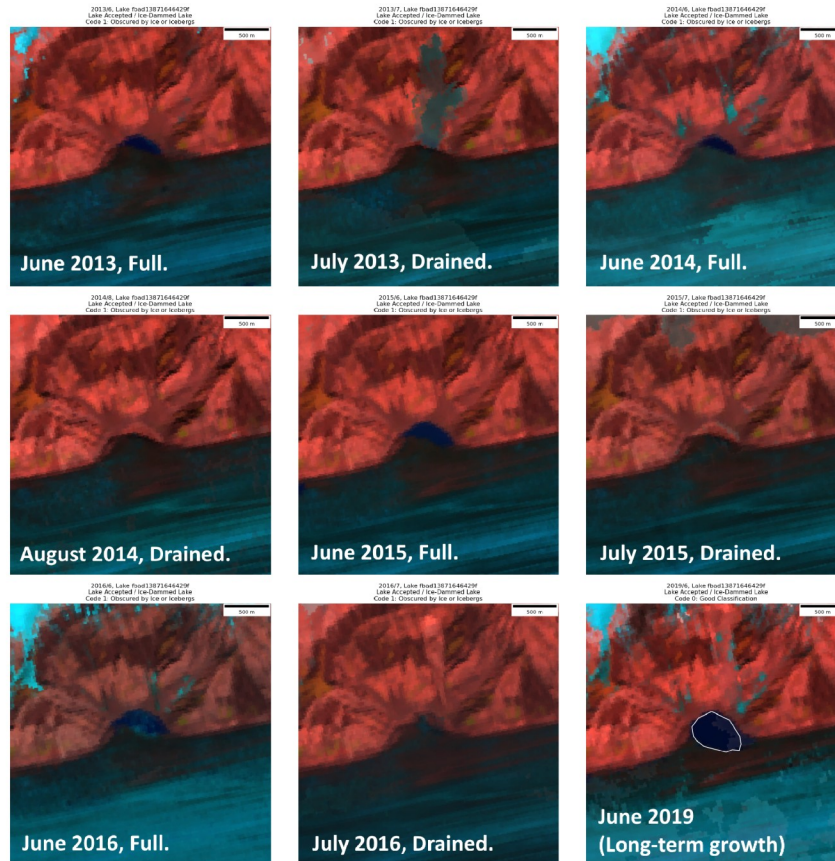 2013/6, Lake fbad13871646429f
Lake Accepted / Ice-Dammed Lake
Code 1: Obscured by Ice or Icebergs
500 m
June 2013, Full.
2013/7, Lake fbad13871646429f
Lake Accepted / Ice-Dammed Lake
Code 1: Obscured by Ice or Icebergs
500 m
July 2013, Drained.
2014/6, Lake fbad13871646429f
Lake Accepted / Ice-Dammed Lake
Code 1: Obscured by Ice or Icebergs
500 m
June 2014, Full.
2014/8, Lake fbad13871646429f
Lake Accepted / Ice-Dammed Lake
Code 1: Obscured by Ice or Icebergs
500 m
August 2014, Drained.
2015/6, Lake fbad13871646429f
Lake Accepted / Ice-Dammed Lake
Code 1: Obscured by Ice or Icebergs
500 m
June 2015, Full.
2015/7, Lake fbad13871646429f
Lake Accepted / Ice-Dammed Lake
Code 1: Obscured by Ice or Icebergs
500 m
July 2015, Drained.
2016/6, Lake fbad13871646429f
Lake Accepted / Ice-Dammed Lake
Code 1: Obscured by Ice or Icebergs
500 m
June 2016, Full.
2016/7, Lake fbad13871646429f
Lake Accepted / Ice-Dammed Lake
Code 1: Obscured by Ice or Icebergs
500 m
July 2016, Drained.
2019/6, Lake fbad13871646429f
Lake Accepted / Ice-Dammed Lake
Code 0: Good Classification
500 m
June 2019
(Long-term growth)